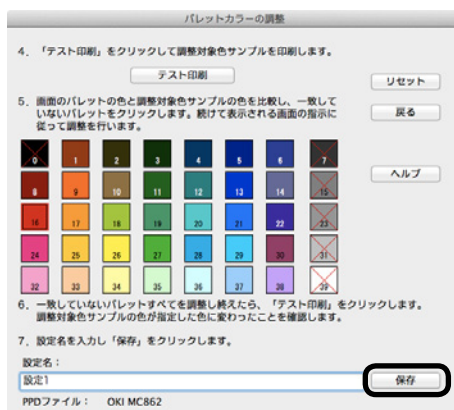 パレットカラーの調整
4. 「テスト印刷」をクリックして調整対象色サンプルを印刷します。
テスト印刷
リセット
5. 画面のパレットの色と調整対象色サンプルの色を比較し、一致して
いないパレットをクリックします。続けて表示される画面の指示に
従って調整を行います。
戻る
ヘルプ
0 1 2 3 4 5 6 7
8 9 10 11 12 13 14 15
16 17 18 19 20 21 22 23
24 25 26 27 28 29 30 31
32 33 34 35 36 37 38 39
6. 一致していないパレットすべてを調整し終えたら、「テスト印刷」をクリックします。
調整対象色サンプルの色が指定した色に変わったことを確認します。
7. 設定名を入力し「保存」をクリックします。
設定名：
設定1
保存
PPDファイル： OKI MC862